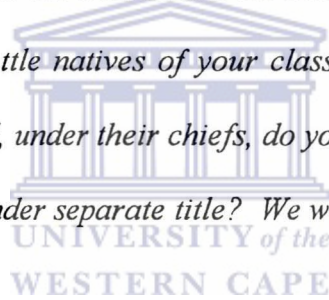 ttle natives of your class
, under their chiefs, do yo
nder separate title? We w
UNIVERSITY of the
WESTERN CAPE